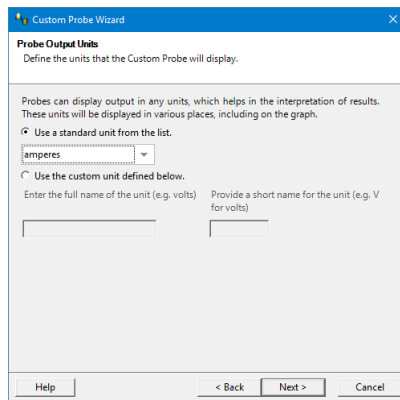 Custom Probe Wizard
Probe Output Units
Define the units that the Custom Probe will display.
Probes can display output in any units, which helps in the interpretation of results.
These units will be displayed in various places, including on the graph.
Use a standard unit from the list.
amperes
Use the custom unit defined below.
Enter the full name of the unit (e.g. volts)
Provide a short name for the unit (e.g. V
for volts)
Help
< Back
Next >
Cancel